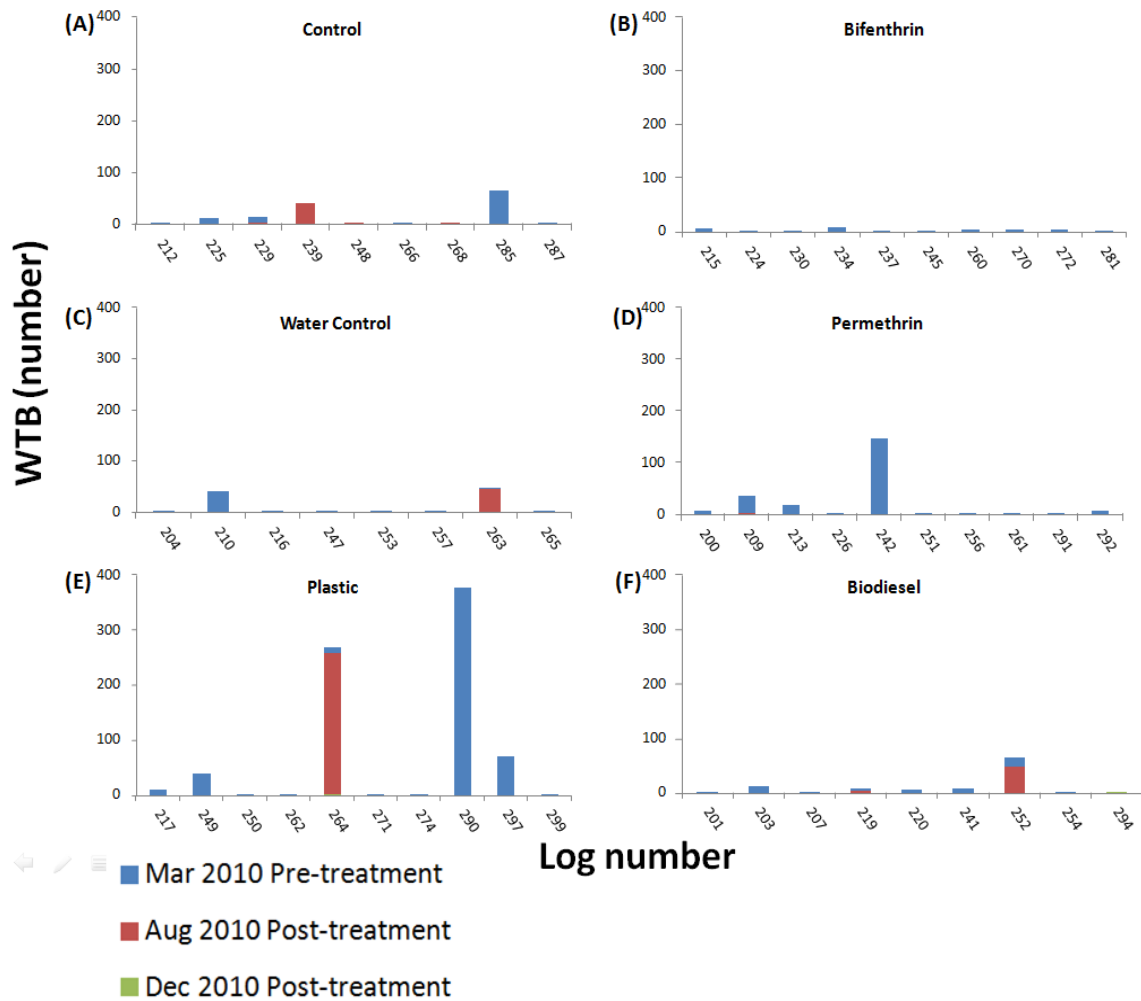 (A)
Control
400
300
200
100
0
212 225 229 239 248 266 268 285 287
(B)
Bifenthrin
400
300
200
100
0
215 224 230 234 237 245 260 270 272 281
WTB (number)
(C)
Water Control
400
300
200
100
0
204 210 216 247 253 257 263 265
(D)
Permethrin
400
300
200
100
0
200 209 213 226 242 251 256 261 291 292
(E)
Plastic
400
300
200
100
0
217 249 250 262 264 271 274 290 297 299
(F)
Biodiesel
400
300
200
100
0
201 203 207 219 220 241 252 254 294
Log number
Mar 2010 Pre-treatment
Aug 2010 Post-treatment
Dec 2010 Post-treatment